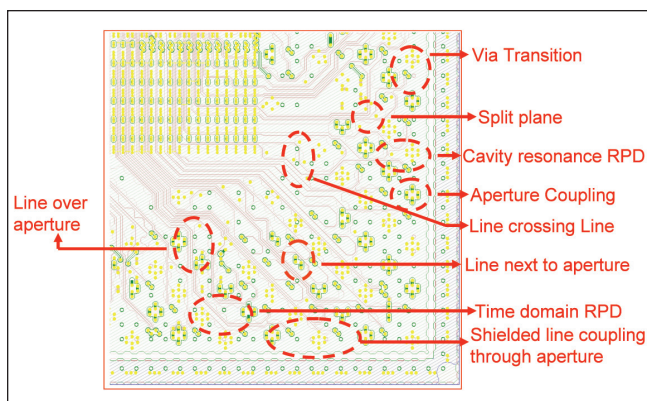 Via Transition
Split plane
Cavity resonance RPD
Aperture Coupling
Line over
aperture
Line crossing Line
Line next to aperture
Time domain RPD
Shielded line coupling
through aperture